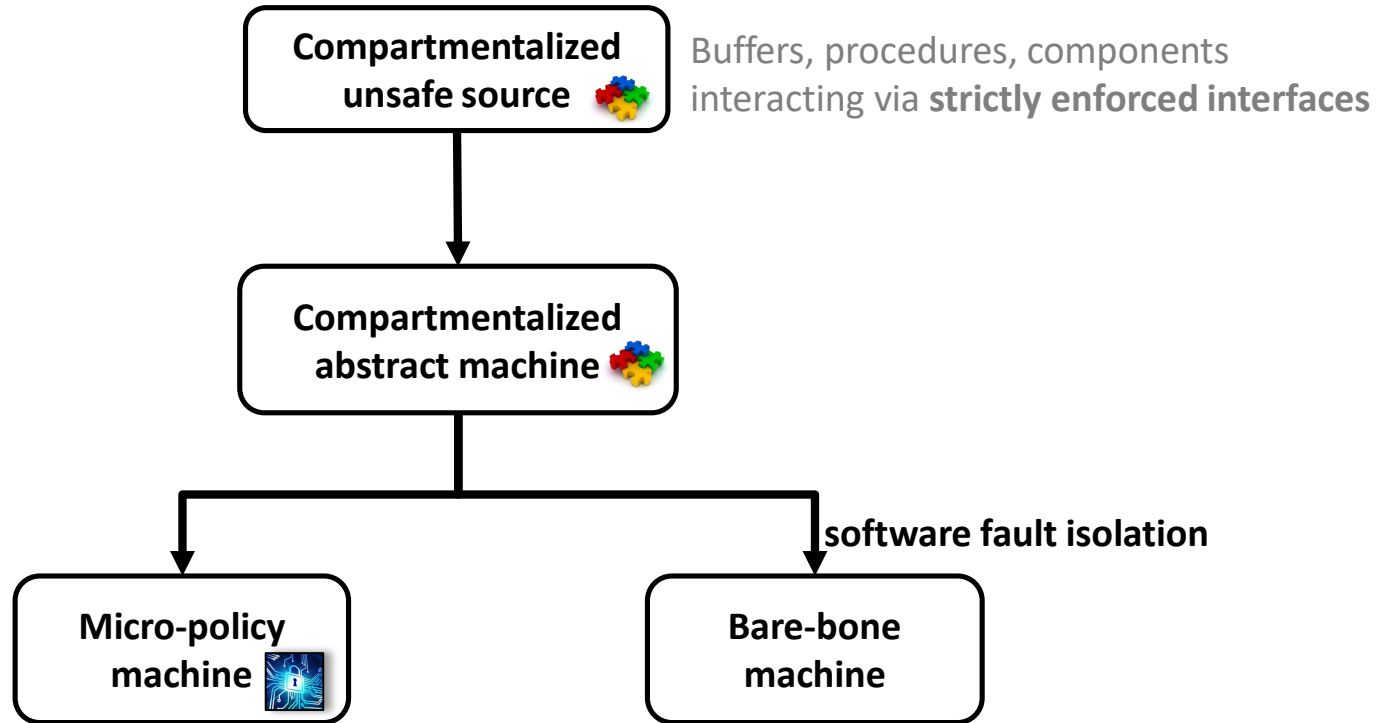 Compartmentalized
unsafe source
Buffers, procedures, components
interacting via strictly enforced interfaces
Compartmentalized
abstract machine
software fault isolation
Micro-policy
machine
Bare-bone
machine